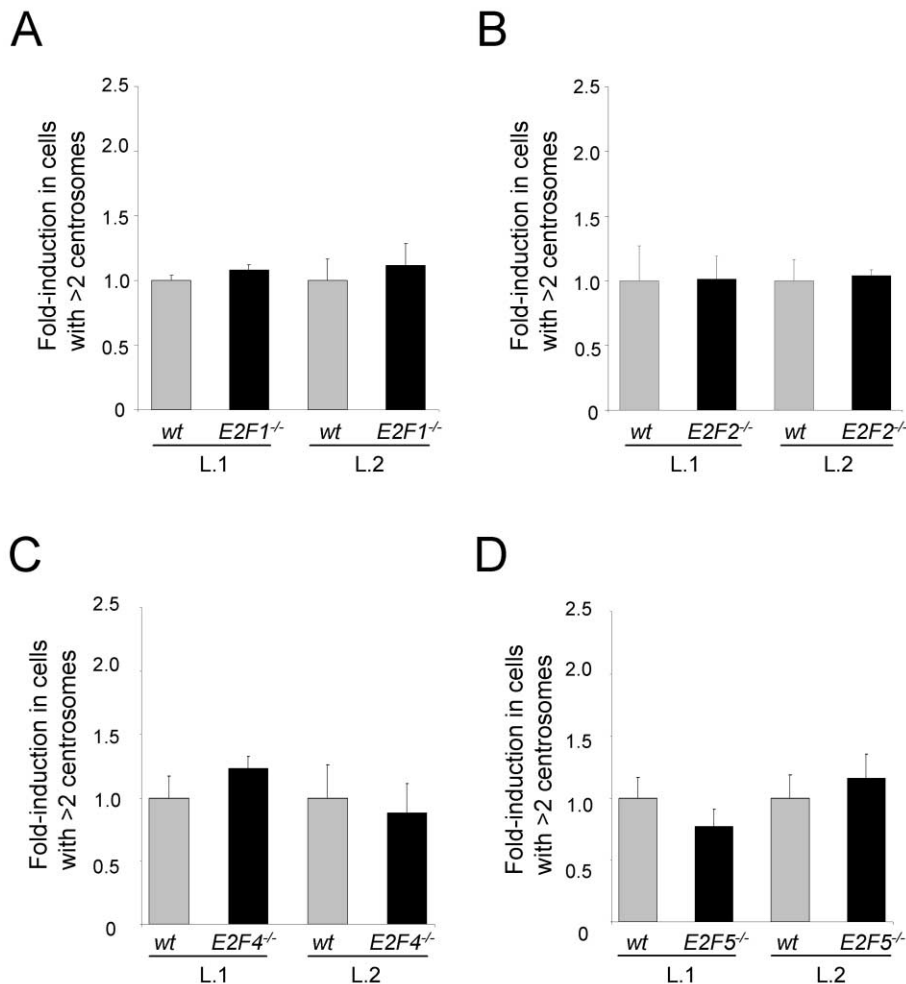 A
Fold-induction in cells
with >2 centrosomes
2.5
2.0
1.5
1.0
0.5
0
wt E2F1-/- wt E2F1-/-
L.1 L.2
B
Fold-induction in cells
with >2 centrosomes
2.5
2.0
1.5
1.0
0.5
0
wt E2F2-/- wt E2F2-/-
L.1 L.2
C
Fold-induction in cells
with >2 centrosomes
2.5
2.0
1.5
1.0
0.5
0
wt E2F4-/- wt E2F4-/-
L.1 L.2
D
Fold-induction in cells
with >2 centrosomes
2.5
2.0
1.5
1.0
0.5
0
wt E2F5-/- wt E2F5-/-
L.1 L.2